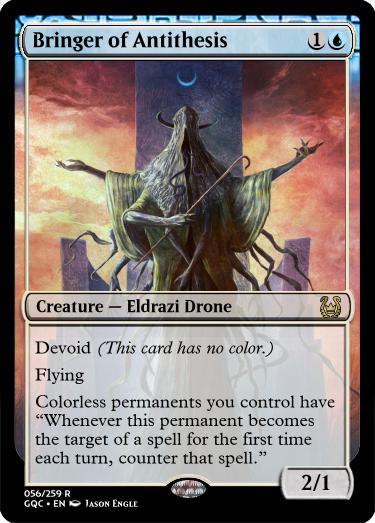 Bringer of Antithesis 1
Creature — Eldrazi Drone
Devoid (This card has no color.)
Flying
Colorless permanents you control have
“Whenever this permanent becomes
the target of a spell for the first time
each turn, counter that spell.”
056/259 R
GQC • EN Jason Engle
2/1